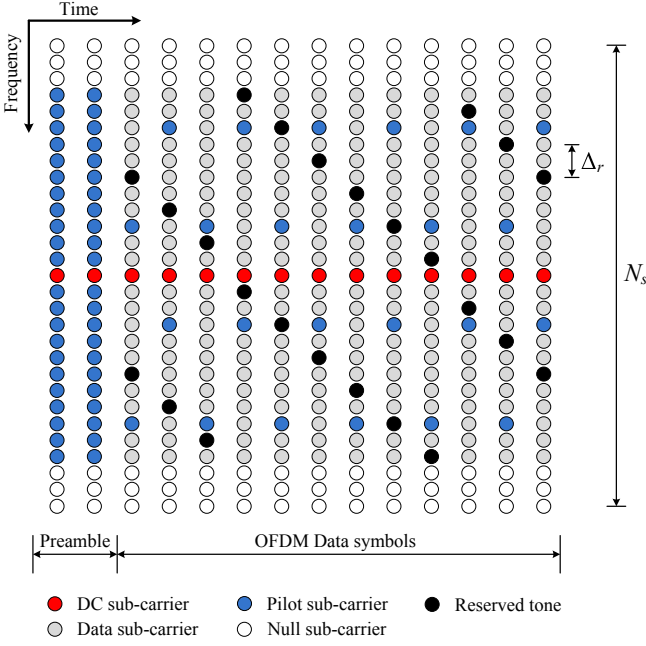 Time
Frequency
Δr
Ns
Preamble
OFDM Data symbols
DC sub-carrier
Pilot sub-carrier
Reserved tone
Data sub-carrier
Null sub-carrier